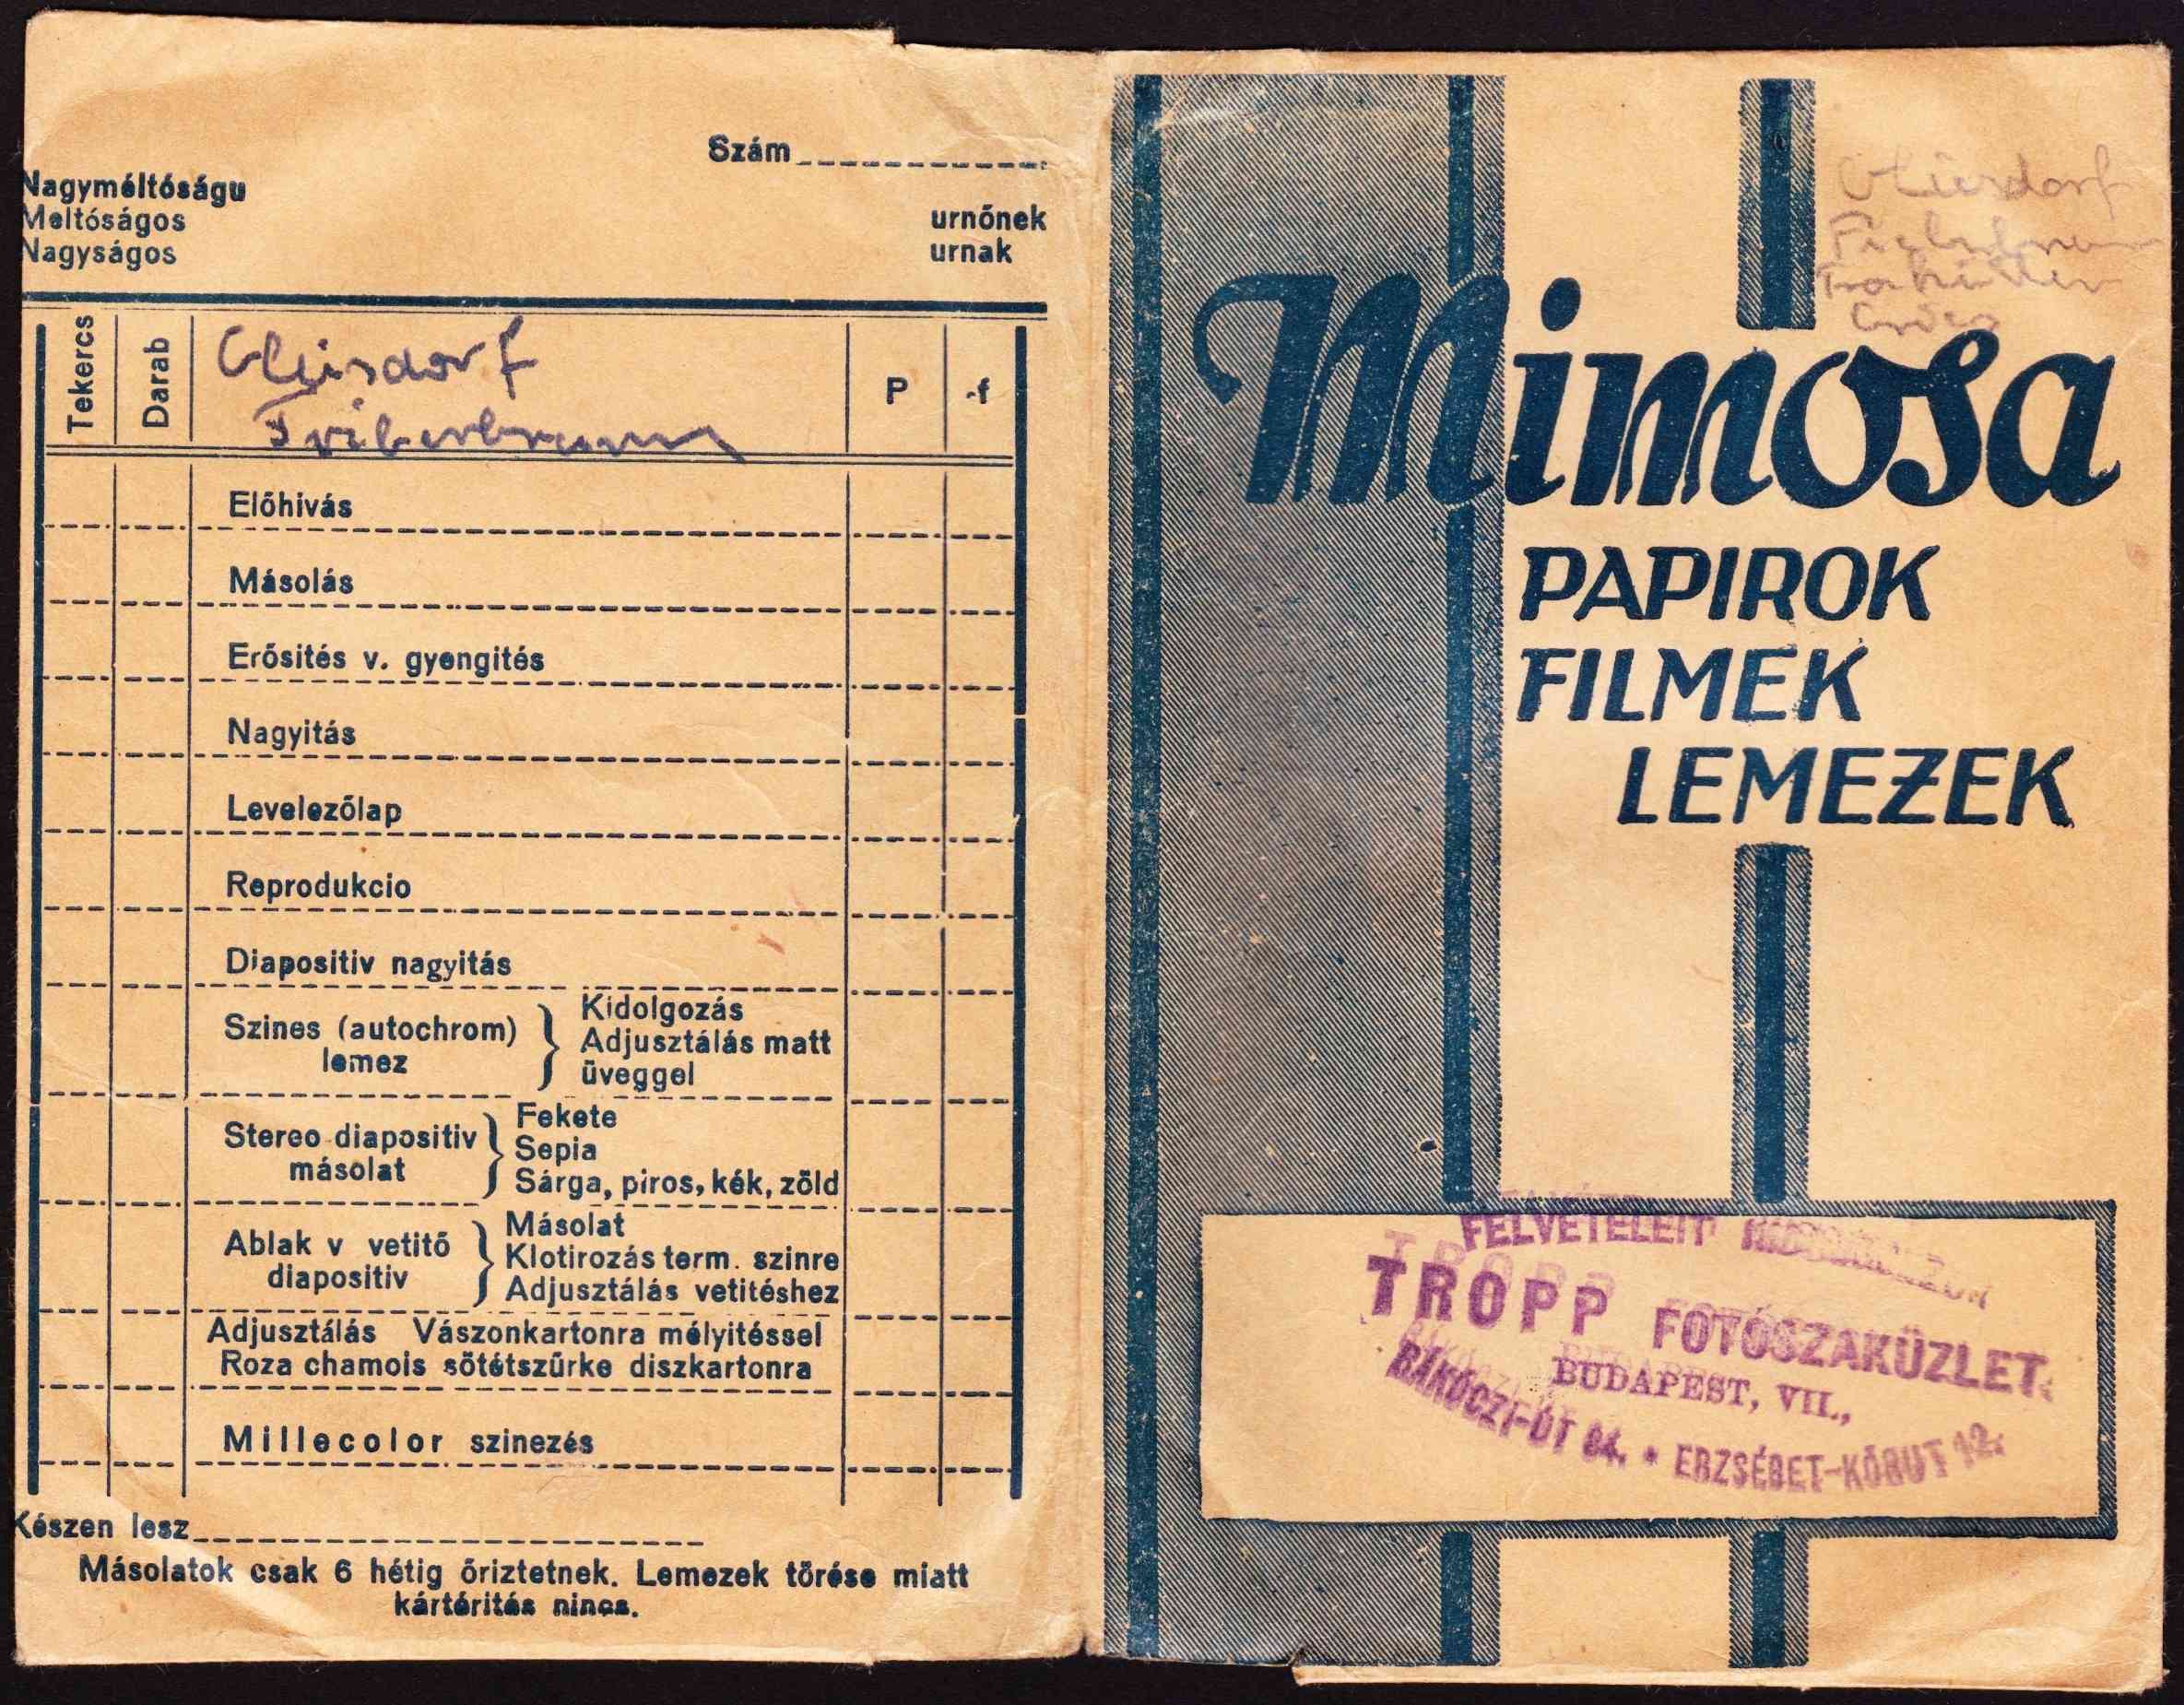 Szám
Nagyméltóságu
Meltóságos urnőnek
Nagyságos urnak
Tekercs
Darab
P
-f
Előhivás
Másolás
Erősités v. gyengités
Nagyitás
Levelezőlap
Reprodukcio
Diapositiv nagyitás
Szines (autochrom) lemez
Kidolgozás
Adjusztálás matt
üveggel
Stereo diapositiv másolat
Fekete
Sepia
Sárga, piros, kék, zöld
Ablak v vetitő diapositiv
Másolat
Klotirozás term. szinre
Adjusztálás vetitéshez
Adjusztálás Vászonkartonra mélyitéssel
Roza chamois sötétszürke diszkartonra
Millecolor szinezés
Készen lesz
Másolatok csak 6 hétig őriztetnek. Lemezek törése miatt
kártérités nincs.
Mimosa
PAPIROK
FILMEK
LEMEZEK
FELVÉTELEIT
TROPP FOTÓSZAKÜZLET
BUDAPEST, VII.,
RÁKÓCZI-ÚT 84. • ERZSÉBET-KÖRUT 12.